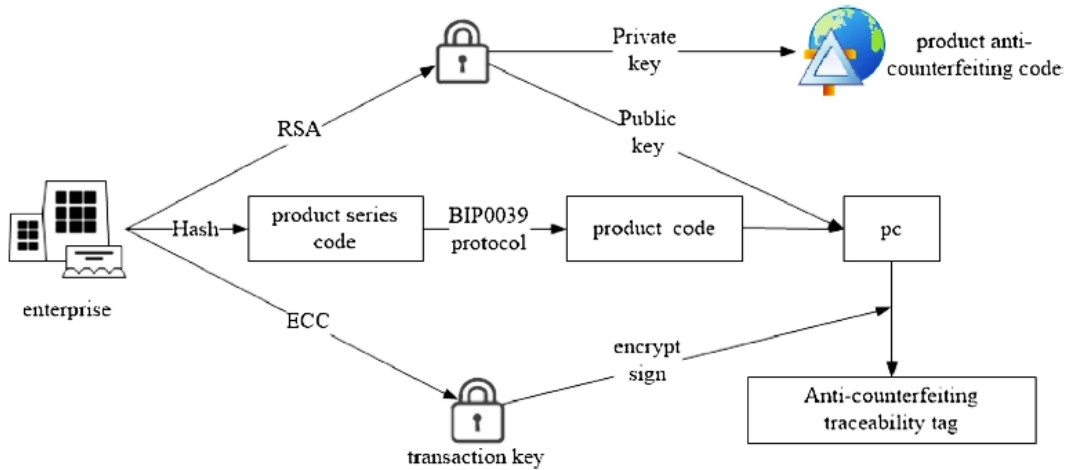 Private
key
product anti-
counterfeiting code
RSA
Public
key
Hash
product series
code
BIP0039
protocol
product code
pc
enterprise
ECC
encrypt
sign
Anti-counterfeiting
traceability tag
transaction key